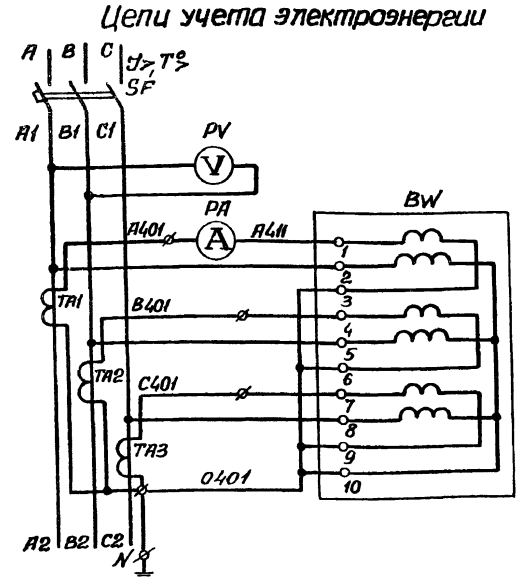 Цепи учета электроэнергии
A B C
I> T°>
SF
A1 B1 C1
PV
V
BW
PA
A401 A A411
1
2
TA1
B401
3
4
TA2
5
C401
6
7
TA3
8
9
0401
10
A2 B2 C2 N